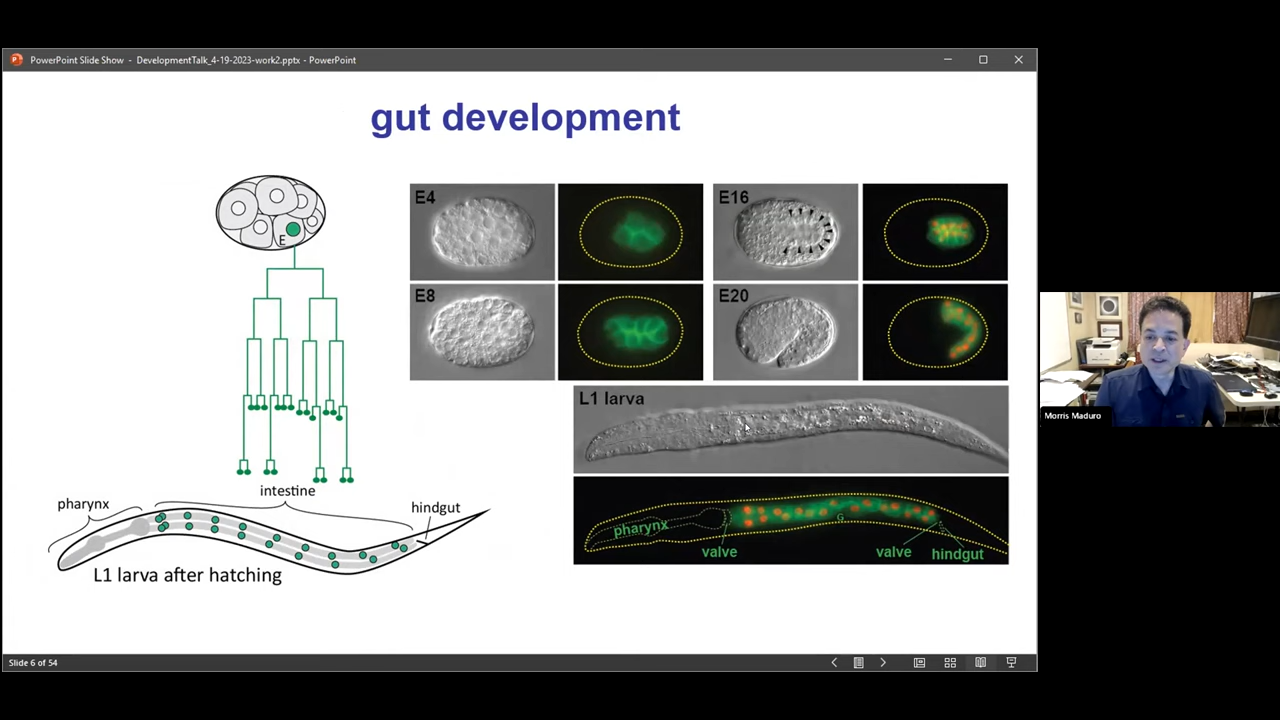 PowerPoint Slide Show - DevelopmentTalk_4-19-2023-work2.pptx - PowerPoint
gut development
E
E4
E16
E8
E20
L1 larva
pharynx
intestine
hindgut
L1 larva after hatching
pharynx
G
valve
valve
hindgut
Morris Maduro
Slide 6 of 54